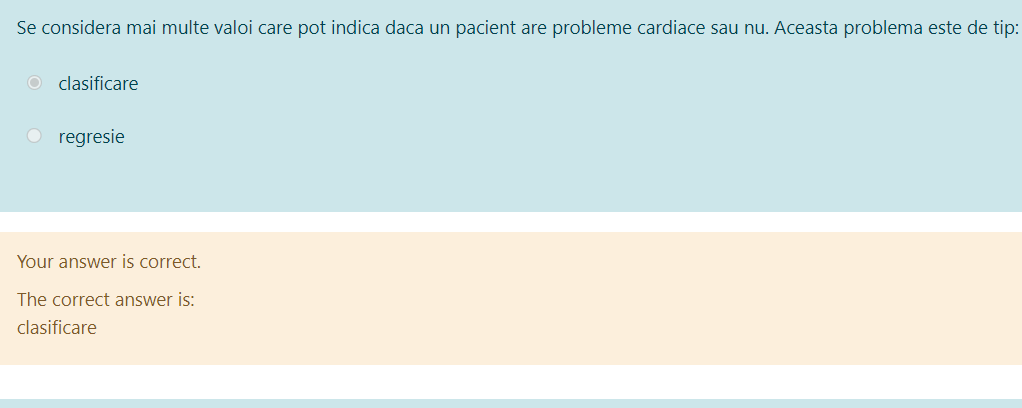 Se considera mai multe valoi care pot indica daca un pacient are probleme cardiace sau nu. Aceasta problema este de tip:
clasificare
regresie
Your answer is correct.
The correct answer is:
clasificare